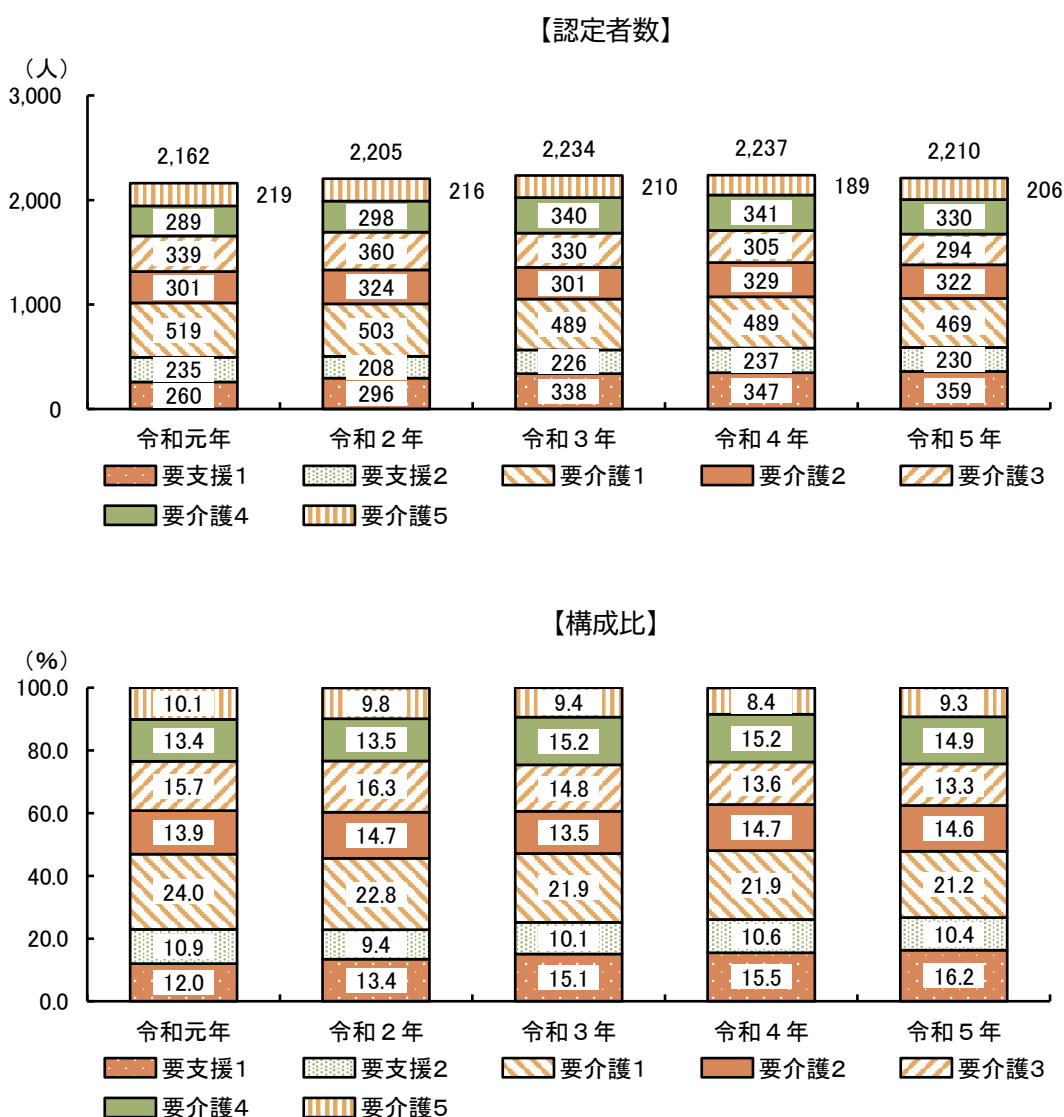 【認定者数】
（人）
3,000
2,162 2,205 2,234 2,237 2,210
2,000
219 216 210 189 206
289 298 340 341 330
339 360 330 305 294
301 324 301 329 322
1,000
519 503 489 489 469
235 208 226 237 230
260 296 338 347 359
0
令和元年 令和２年 令和３年 令和４年 令和５年
要支援1 要支援2 要介護1 要介護2 要介護3
要介護4 要介護5
【構成比】
（%）
100.0
10.1 9.8 9.4 8.4 9.3
13.4 13.5 15.2 15.2 14.9
80.0
15.7 16.3 14.8 13.6 13.3
60.0
13.9 14.7 13.5 14.7 14.6
40.0
24.0 22.8 21.9 21.9 21.2
20.0
10.9 9.4 10.1 10.6 10.4
12.0 13.4 15.1 15.5 16.2
0.0
令和元年 令和２年 令和３年 令和４年 令和５年
要支援1 要支援2 要介護1 要介護2 要介護3
要介護4 要介護5